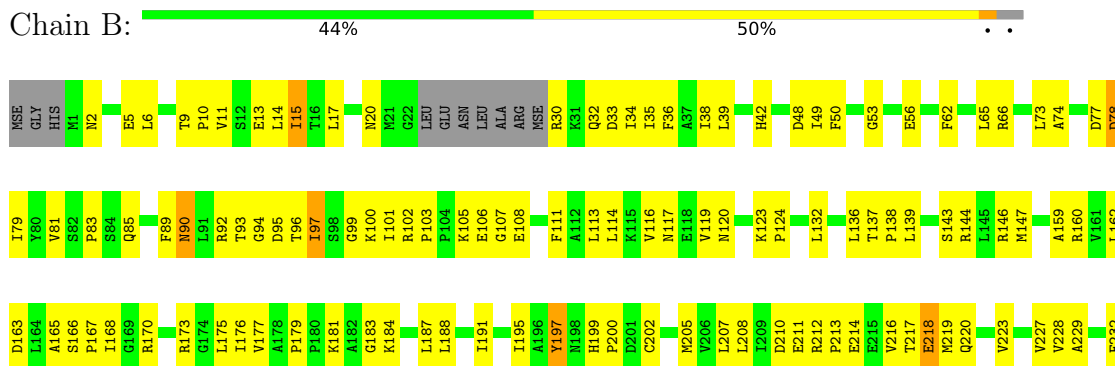 Chain B:
44% 50% • •
MSE GLY HIS M1 N2 E5 L6 T9 P10 V11 S12 E13 L14 I15 T16 L17 N20 M21 G22 LEU GLU ASN LEU ALA ARG MSE R30 K31 Q32 D33 I34 I35 F36 A37 I38 L39 H42 D48 I49 F50 G53 E56 F62 L65 R66 L73 A74 D77
I79 Y80 V81 S82 P83 S84 Q85 F89 N90 L91 R92 T93 G94 D95 T96 I97 S98 G99 K100 I101 R102 P103 P104 K105 E106 G107 E108 F111 A112 L113 L114 K115 V116 N117 E118 V119 N120 K123 P124 L132 L136 T137 P138 L139 S143 R144 L145 R146 M147 A159 R160 V161
D163 L164 A165 S166 P167 I168 G169 R170 R173 G174 L175 I176 V177 A178 P179 P180 K181 A182 G183 K184 L187 L188 I191 I195 A196 Y197 N198 H199 P200 D201 C202 M205 V206 L207 L208 I209 D210 E211 R212 P213 E214 E215 V216 T217 E218 M219 Q220 V223 V227 V228 A229